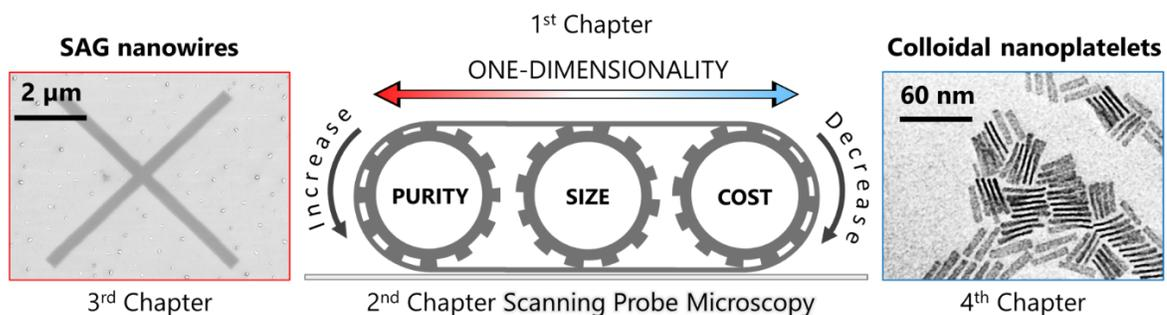 1st Chapter
SAG nanowires
Colloidal nanoplatelets
ONE-DIMENSIONALITY
2 μm
60 nm
Increase
Decrease
PURITY
SIZE
COST
3rd Chapter
2nd Chapter Scanning Probe Microscopy
4th Chapter